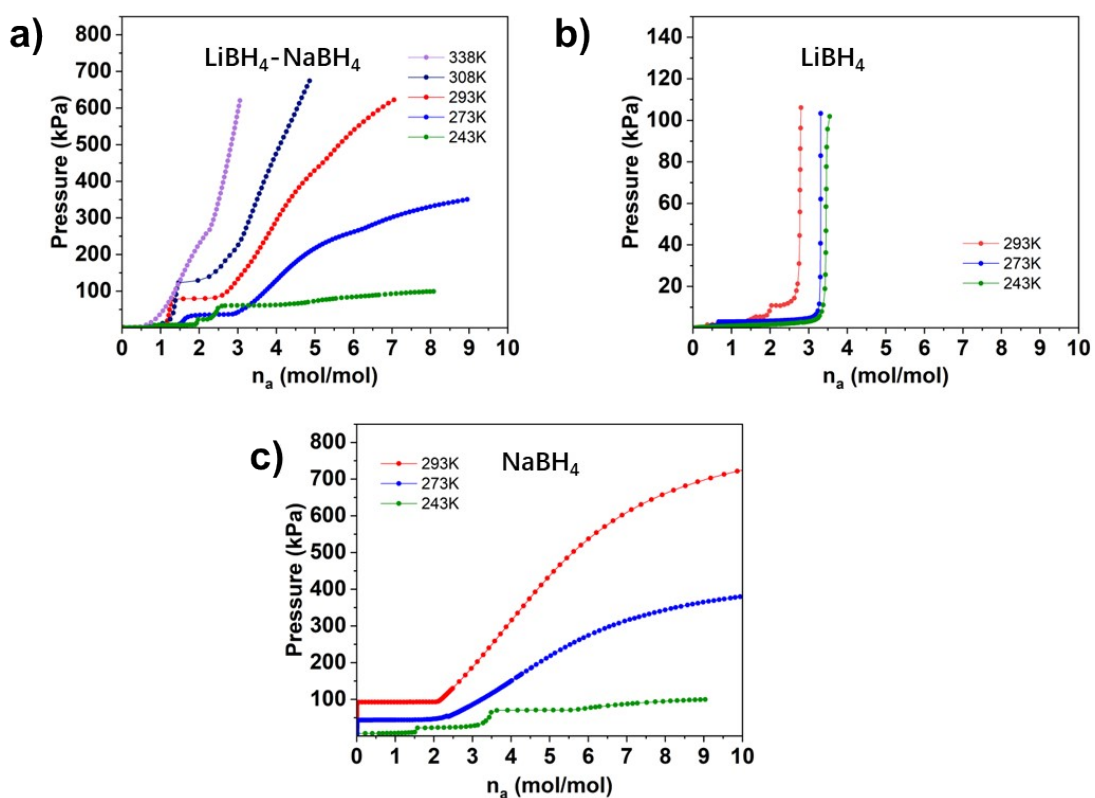 a)
LiBH₄-NaBH₄
338K
308K
293K
273K
243K
Pressure (kPa)
800
700
600
500
400
300
200
100
0 1 2 3 4 5 6 7 8 9 10
nₐ (mol/mol)
b)
LiBH₄
293K
273K
243K
Pressure (kPa)
140
120
100
80
60
40
20
0 1 2 3 4 5 6 7 8 9 10
nₐ (mol/mol)
c)
NaBH₄
293K
273K
243K
Pressure (kPa)
800
700
600
500
400
300
200
100
0 1 2 3 4 5 6 7 8 9 10
nₐ (mol/mol)